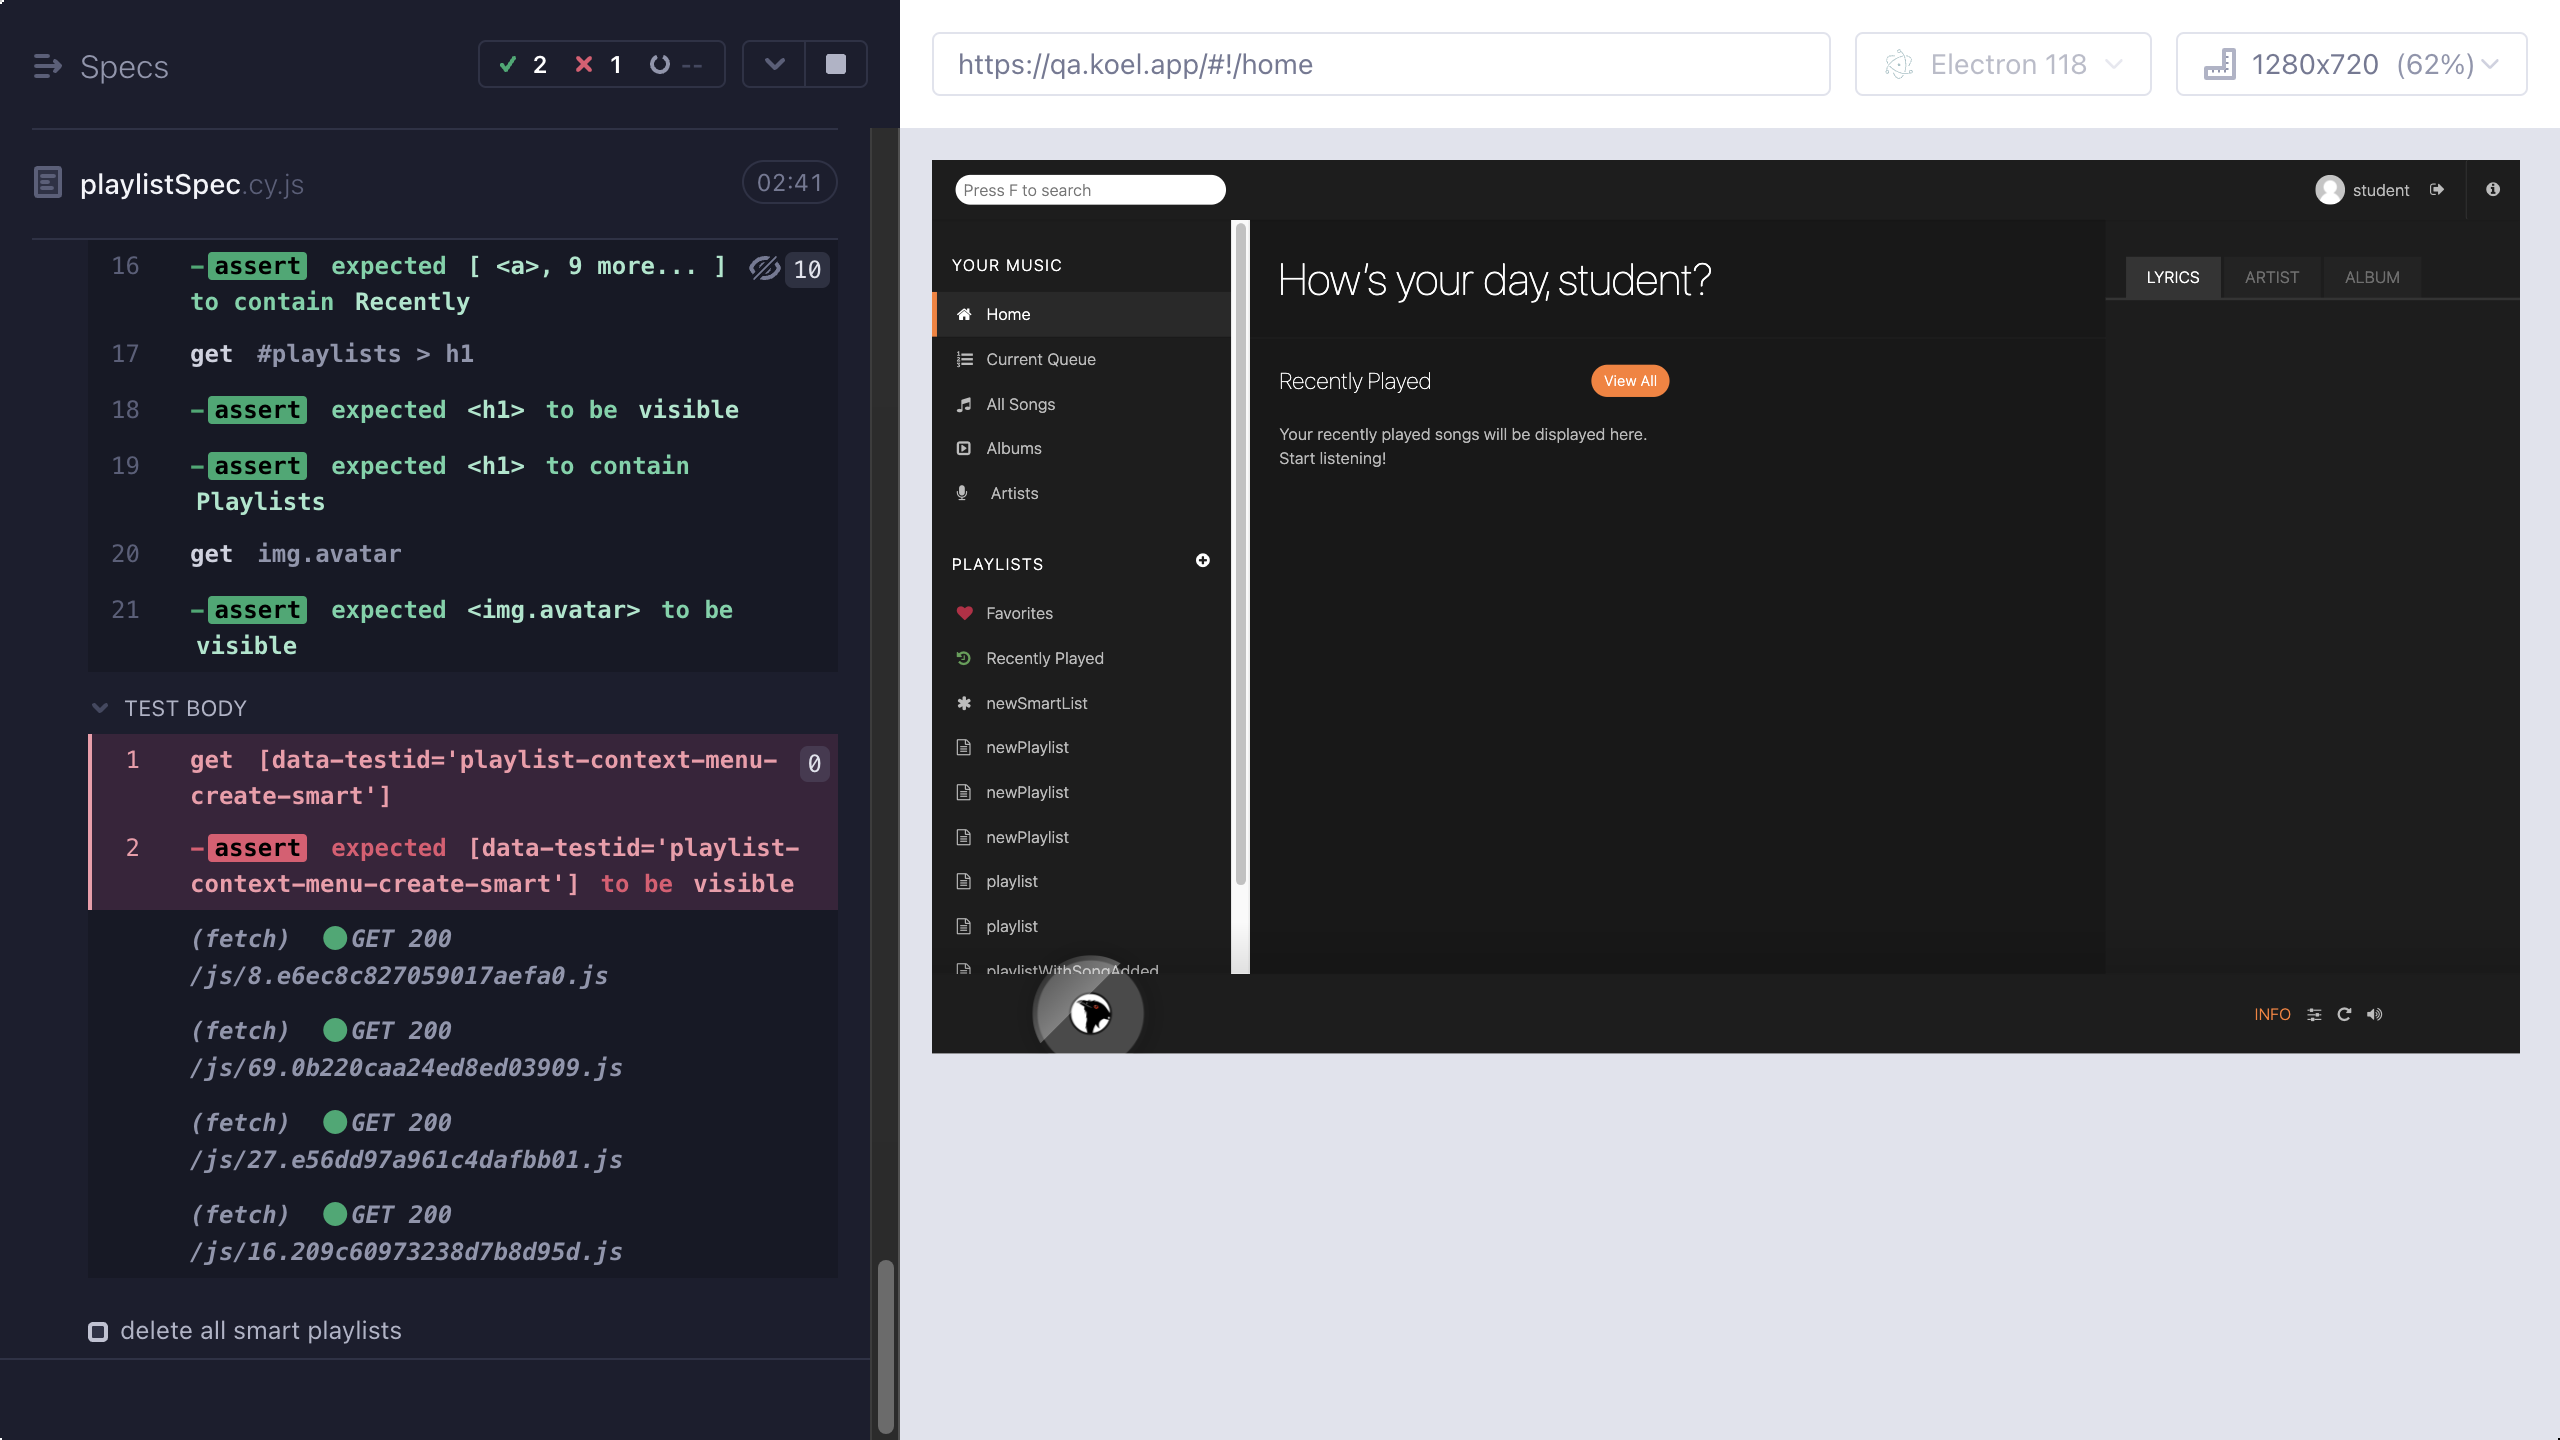 Specs
2
1
--
playlistSpec.cy.js
02:41
16 -assert expected [ <a>, 9 more... ] 10
to contain Recently
17 get #playlists > h1
18 -assert expected <h1> to be visible
19 -assert expected <h1> to contain
Playlists
20 get img.avatar
21 -assert expected <img.avatar> to be
visible
TEST BODY
1 get [data-testid='playlist-context-menu- 0
create-smart']
2 -assert expected [data-testid='playlist-
context-menu-create-smart'] to be visible
(fetch) GET 200
/js/8.e6ec8c827059017aefa0.js
(fetch) GET 200
/js/69.0b220caa24ed8ed03909.js
(fetch) GET 200
/js/27.e56dd97a961c4dafbb01.js
(fetch) GET 200
/js/16.209c60973238d7b8d95d.js
delete all smart playlists
https://qa.koel.app/#!/home
Electron 118
1280x720 (62%)
Press F to search
student
YOUR MUSIC
Home
Current Queue
All Songs
Albums
Artists
PLAYLISTS
Favorites
Recently Played
newSmartList
newPlaylist
newPlaylist
newPlaylist
playlist
playlist
playlistWithSongAdded
How's your day, student?
Recently Played
View All
Your recently played songs will be displayed here.
Start listening!
LYRICS
ARTIST
ALBUM
INFO